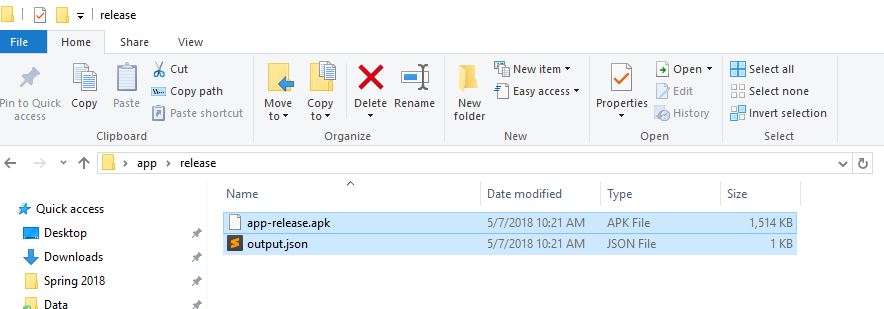 release
File Home Share View
Pin to Quick access
Copy
Paste
Cut
Copy path
Paste shortcut
Clipboard
Move to
Copy to
Delete
Rename
Organize
New folder
New item
Easy access
New
Properties
Open
Edit
History
Open
Select all
Select none
Invert selection
Select
app release
Name Date modified Type Size
Quick access
Desktop
Downloads
Spring 2018
Data
app-release.apk 5/7/2018 10:21 AM APK File 1,514 KB
output.json 5/7/2018 10:21 AM JSON File 1 KB